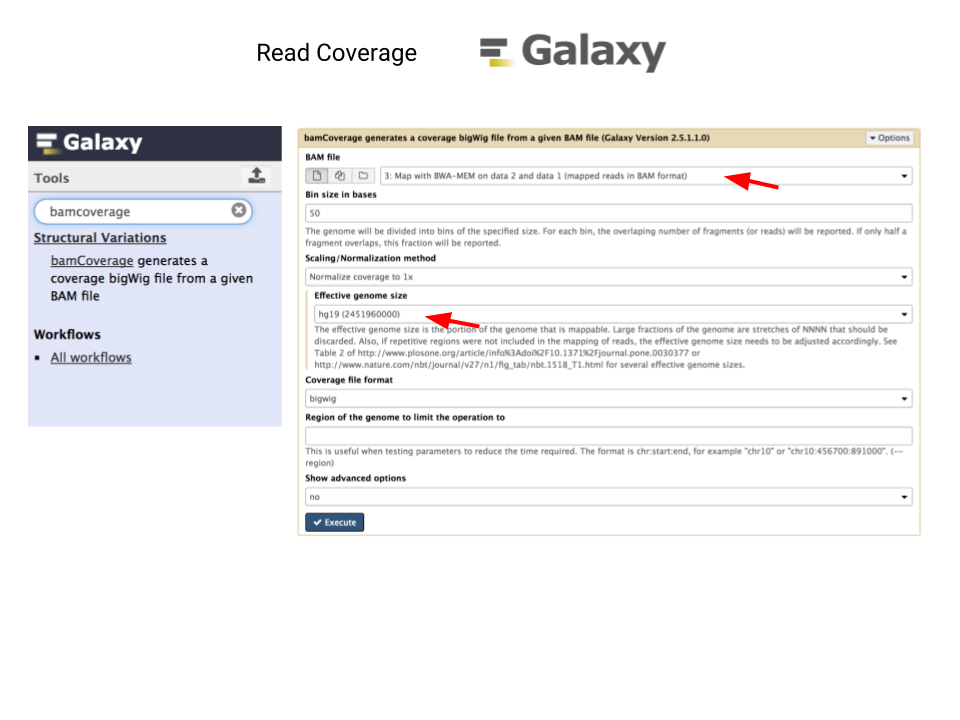 Read Coverage
Galaxy
Galaxy
Tools
bamcoverage
Structural Variations
bamCoverage generates a
coverage bigWig file from a given
BAM file
Workflows
All workflows
bamCoverage generates a coverage bigWig file from a given BAM file (Galaxy Version 2.5.1.1.0)
Options
BAM file
3: Map with BWA-MEM on data 2 and data 1 (mapped reads in BAM format)
Bin size in bases
50
The genome will be divided into bins of the specified size. For each bin, the overlaping number of fragments (or reads) will be reported. If only half a
fragment overlaps, this fraction will be reported.
Scaling/Normalization method
Normalize coverage to 1x
Effective genome size
hg19 (2451960000)
The effective genome size is the portion of the genome that is mappable. Large fractions of the genome are stretches of NNNN that should be
discarded. Also, if repetitive regions were not included in the mapping of reads, the effective genome size needs to be adjusted accordingly. See
Table 2 of http://www.plosone.org/article/info%3Adoi%2F10.1371%2Fjournal.pone.0030377 or
http://www.nature.com/nbt/journal/v27/n1/fig_tab/nbt.1518_T1.html for several effective genome sizes.
Coverage file format
bigwig
Region of the genome to limit the operation to
This is useful when testing parameters to reduce the time required. The format is chr:start:end, for example "chr10" or "chr10:456700:891000". (--
region)
Show advanced options
no
Execute